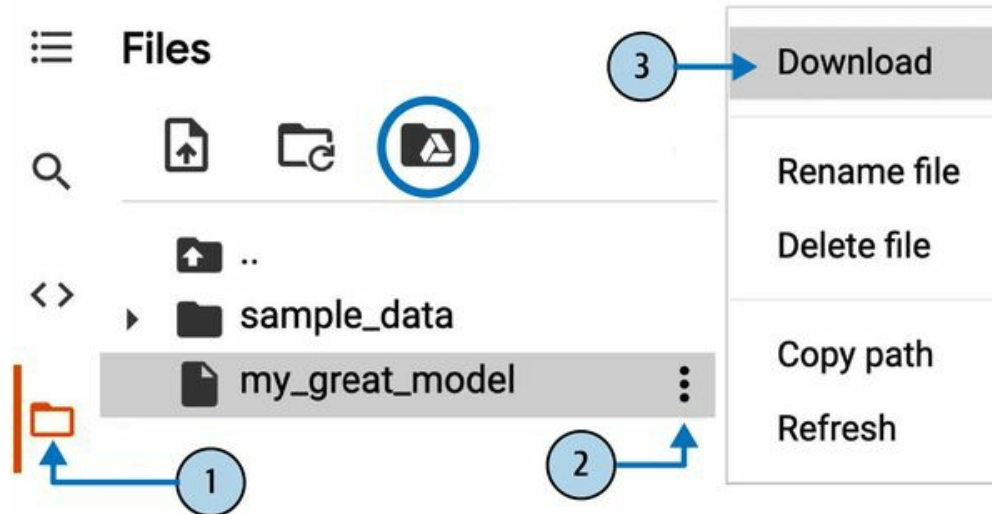 Files
3
Download
Rename file
Delete file
..
sample_data
my_great_model
Copy path
Refresh
1
2